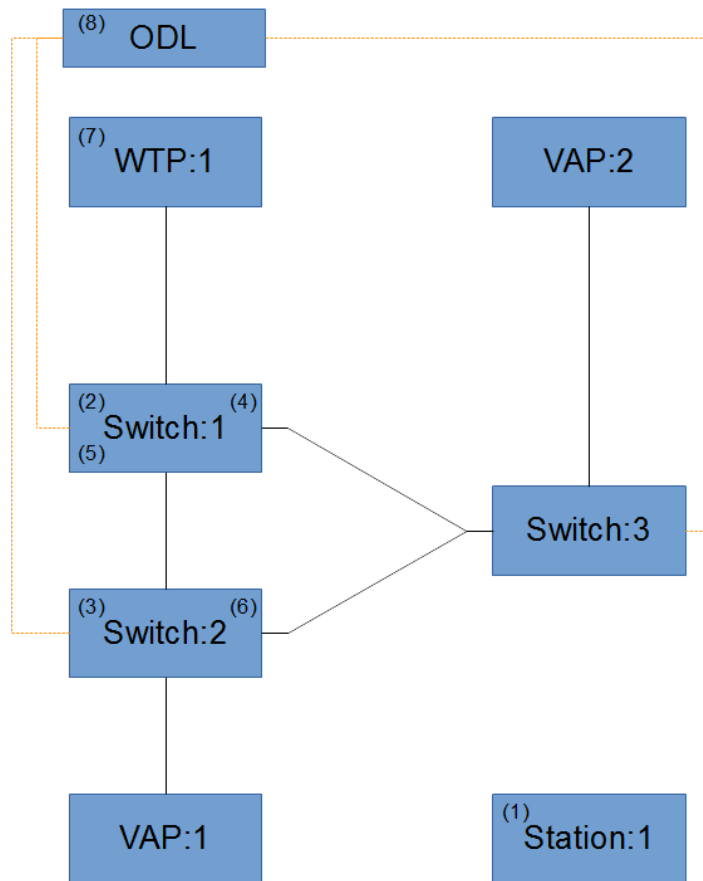 (8) ODL
(7)
WTP:1
VAP:2
(2) (4)
Switch:1
(5)
Switch:3
(3) (6)
Switch:2
VAP:1
(1)
Station:1